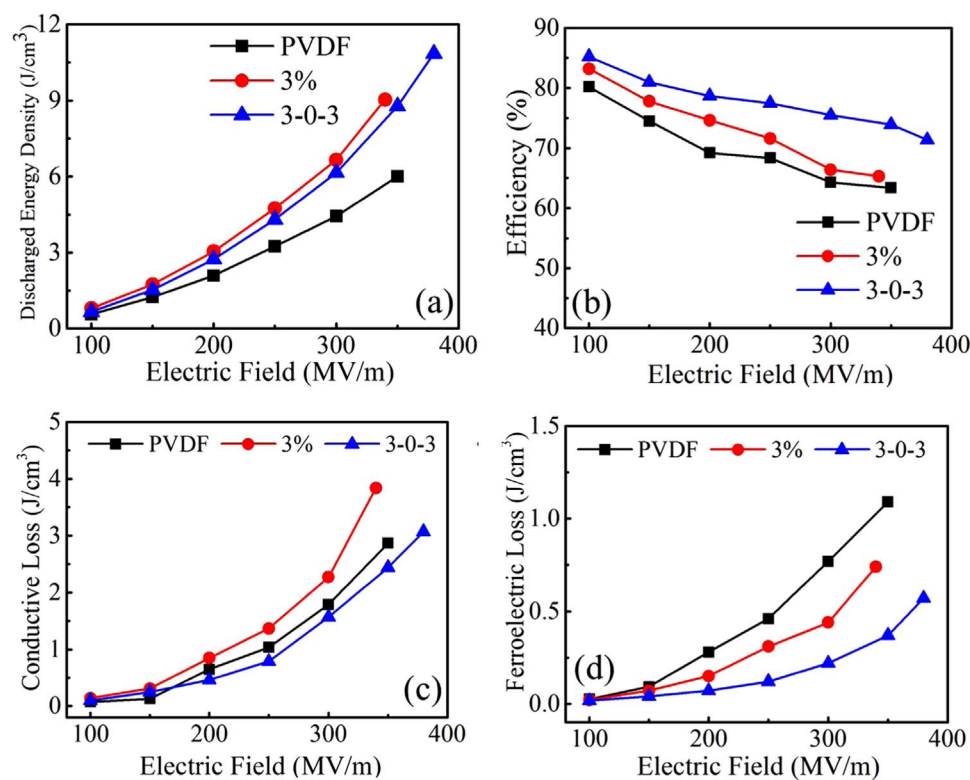 Discharged Energy Density (J/cm³)
12
9
6
3
0
PVDF
3%
3-0-3
(a)
100 200 300 400
Electric Field (MV/m)
Efficiency (%)
90
80
70
60
50
40
PVDF
3%
3-0-3
(b)
100 200 300 400
Electric Field (MV/m)
Conductive Loss (J/cm³)
5
4
3
2
1
0
PVDF 3% 3-0-3
(c)
100 200 300 400
Electric Field (MV/m)
Ferroelectric Loss (J/cm³)
1.5
1.0
0.5
0.0
PVDF 3% 3-0-3
(d)
100 200 300 400
Electric Field (MV/m)